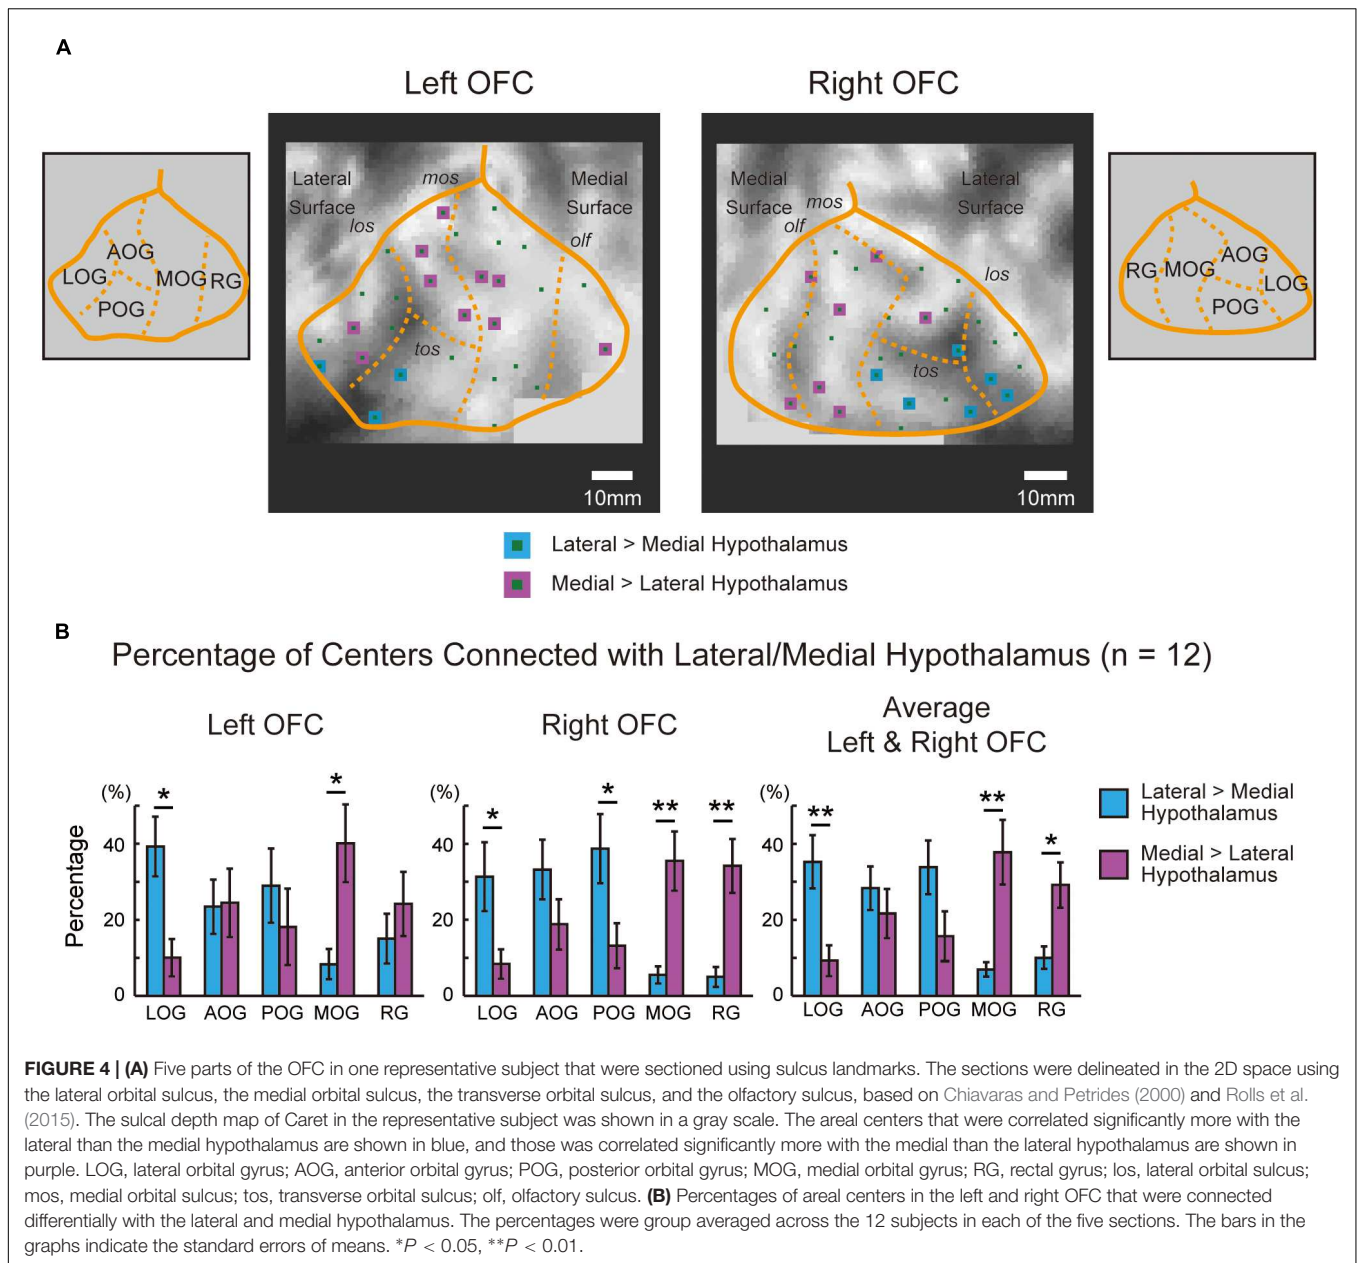 A
Left OFC
Right OFC
Lateral
Surface
mos
los
Medial
Surface
olf
tos
10mm
LOG
AOG
POG
MOG
RG
Medial
Surface
mos
olf
Lateral
Surface
los
tos
10mm
RG
MOG
AOG
LOG
POG
Lateral > Medial Hypothalamus
Medial > Lateral Hypothalamus
B
Percentage of Centers Connected with Lateral/Medial Hypothalamus (n = 12)
Left OFC
Right OFC
Average
Left & Right OFC
Percentage
(%)
40
20
0
* *
LOG AOG POG MOG RG
(%)
40
20
0
* * ** **
LOG AOG POG MOG RG
(%)
40
20
0
** ** *
LOG AOG POG MOG RG
Lateral > Medial
Hypothalamus
Medial > Lateral
Hypothalamus
FIGURE 4 | (A) Five parts of the OFC in one representative subject that were sectioned using sulcus landmarks. The sections were delineated in the 2D space using
the lateral orbital sulcus, the medial orbital sulcus, the transverse orbital sulcus, and the olfactory sulcus, based on Chiavaras and Petrides (2000) and Rolls et al.
(2015). The sulcal depth map of Caret in the representative subject was shown in a gray scale. The areal centers that were correlated significantly more with the
lateral than the medial hypothalamus are shown in blue, and those was correlated significantly more with the medial than the lateral hypothalamus are shown in
purple. LOG, lateral orbital gyrus; AOG, anterior orbital gyrus; POG, posterior orbital gyrus; MOG, medial orbital gyrus; RG, rectal gyrus; los, lateral orbital sulcus;
mos, medial orbital sulcus; tos, transverse orbital sulcus; olf, olfactory sulcus. (B) Percentages of areal centers in the left and right OFC that were connected
differentially with the lateral and medial hypothalamus. The percentages were group averaged across the 12 subjects in each of the five sections. The bars in the
graphs indicate the standard errors of means. *P < 0.05, **P < 0.01.